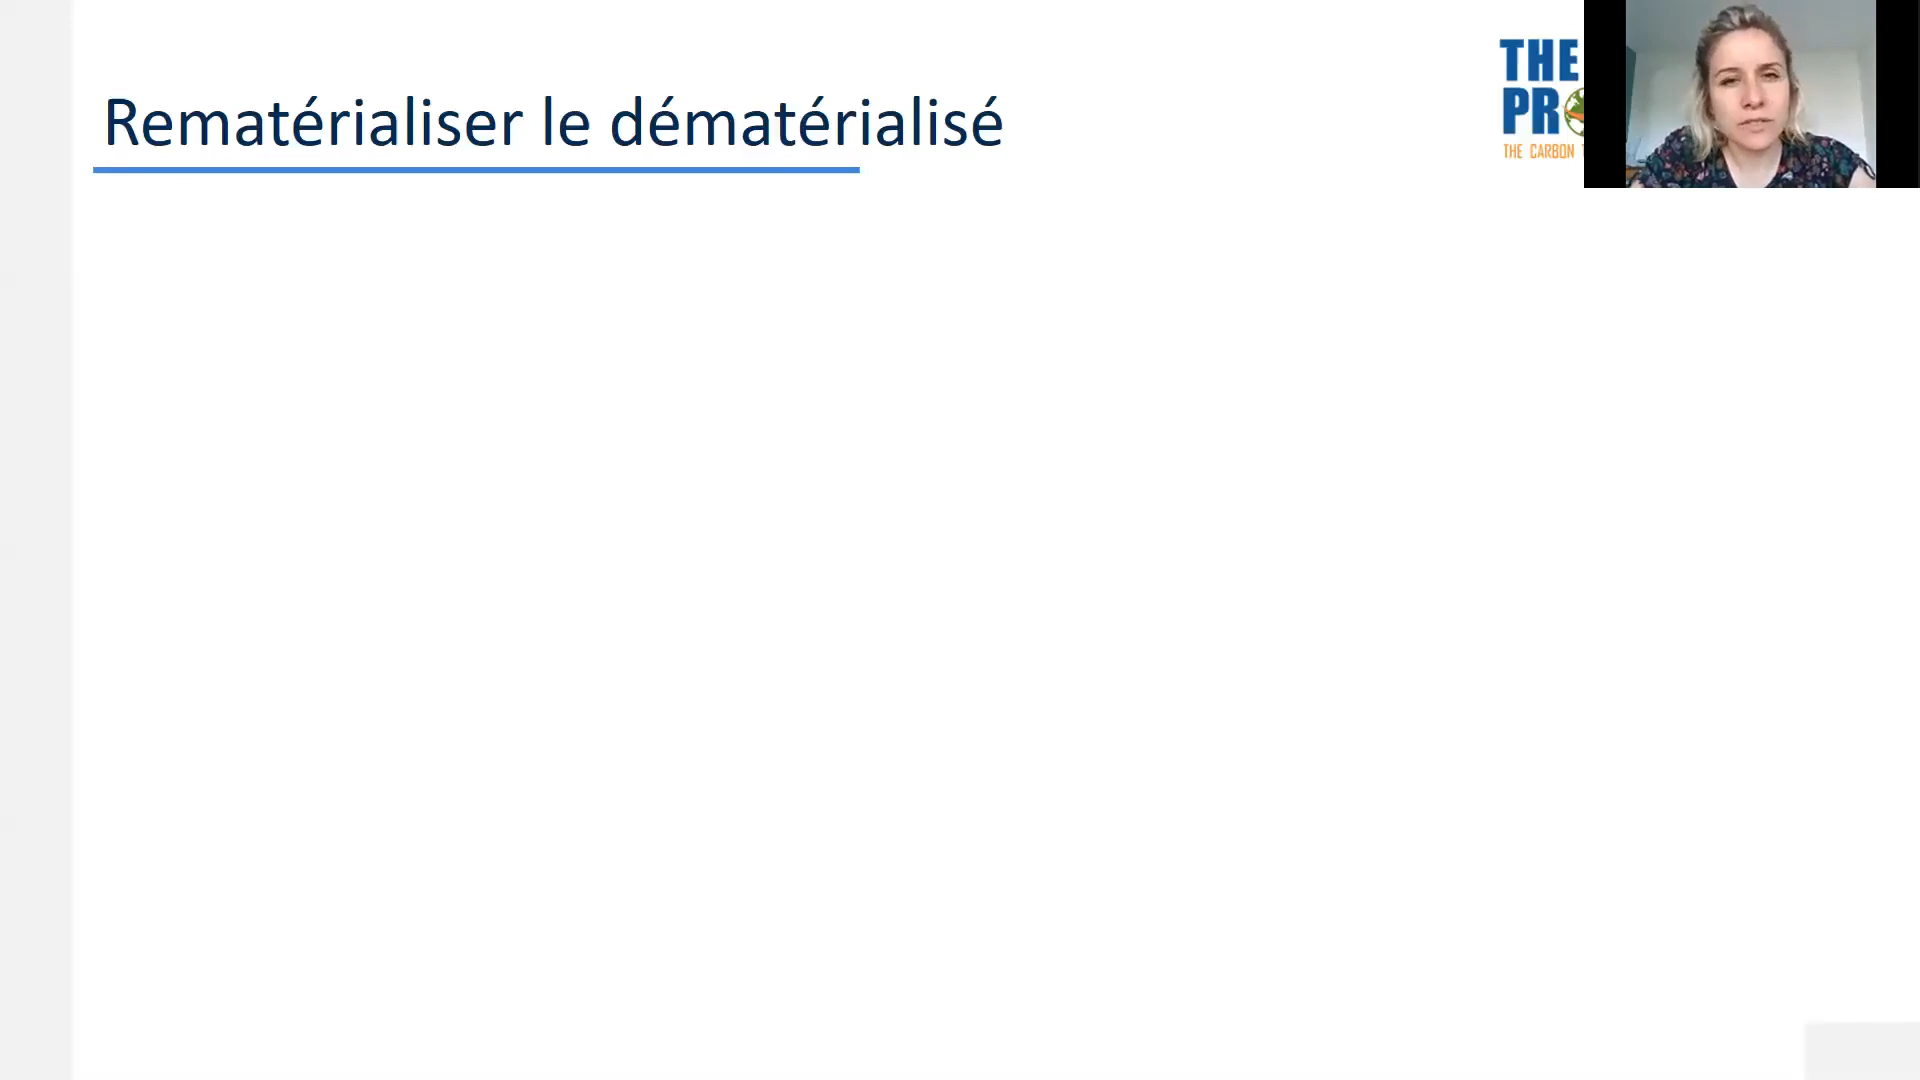 Rematérialiser le dématérialisé
THE
PR
THE CARBON